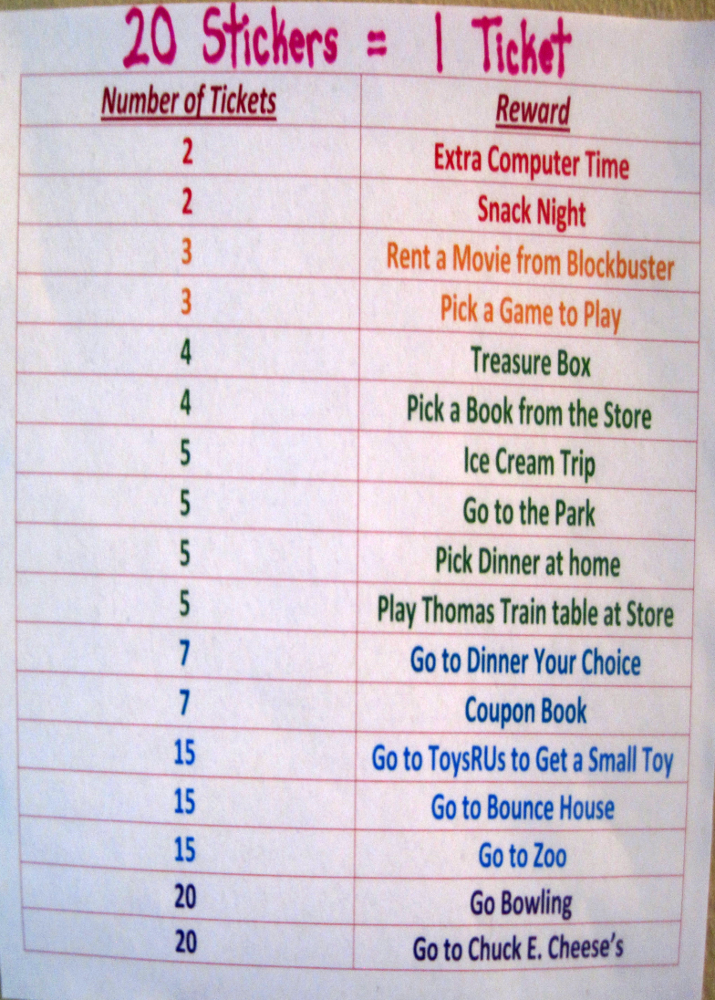 20 Stickers = 1 Ticket
Number of Tickets Reward
2 Extra Computer Time
2 Snack Night
3 Rent a Movie from Blockbuster
3 Pick a Game to Play
4 Treasure Box
4 Pick a Book from the Store
5 Ice Cream Trip
5 Go to the Park
5 Pick Dinner at home
5 Play Thomas Train table at Store
7 Go to Dinner Your Choice
7 Coupon Book
15 Go to ToysRUs to Get a Small Toy
15 Go to Bounce House
15 Go to Zoo
20 Go Bowling
20 Go to Chuck E. Cheese's